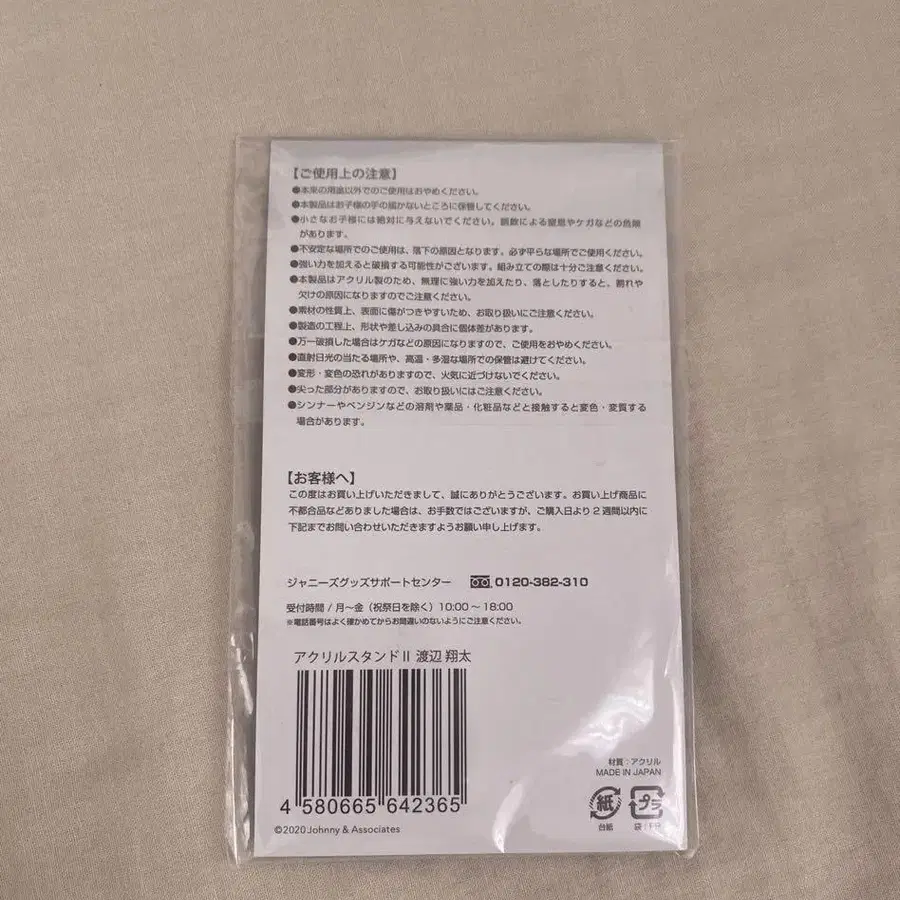 【ご使用上の注意】
●本来の用途以外でのご使用はおやめください。
●本製品はお子様の手の届かないところに保管してください。
●小さなお子様には絶対に与えないでください。誤飲による窒息やケガなどの危険
があります。
●不安定な場所でのご使用は、落下の原因となります。必ず平らな場所でご使用ください。
●強い力を加えると破損する可能性がございます。組み立ての際は十分ご注意ください。
●本製品はアクリル製のため、無理に強い力を加えたり、落としたりすると、割れや
欠けの原因になりますのでご注意ください。
●素材の性質上、表面に傷がつきやすいため、お取り扱いにご注意ください。
●製造の工程上、形状や差し込みの具合に個体差があります。
●万一破損した場合はケガなどの原因になりますので、ご使用をおやめください。
●直射日光の当たる場所や、高温・多湿な場所での保管は避けてください。
●変形・変色の恐れがありますので、火気に近づけないでください。
●尖った部分がありますので、お取り扱いにはご注意ください。
●シンナーやベンジンなどの溶剤や薬品・化粧品などと接触すると変色・変質する
場合があります。
【お客様へ】
この度はお買い上げいただきまして、誠にありがとうございます。お買い上げ商品に
不都合品などありました場合は、お手数ではございますが、ご購入日より2週間以内に
下記までお問い合わせいただきますようお願い申し上げます。
ジャニーズグッズサポートセンター 0120-382-310
受付時間 / 月〜金（祝祭日を除く）10:00〜18:00
※電話番号はよく確かめてからお間違いのないようにご注意ください。
アクリルスタンドII 渡辺 翔太
4 580665 642365
©2020 Johnny & Associates
材質：アクリル
MADE IN JAPAN
紙 プラ
台紙 袋：PP